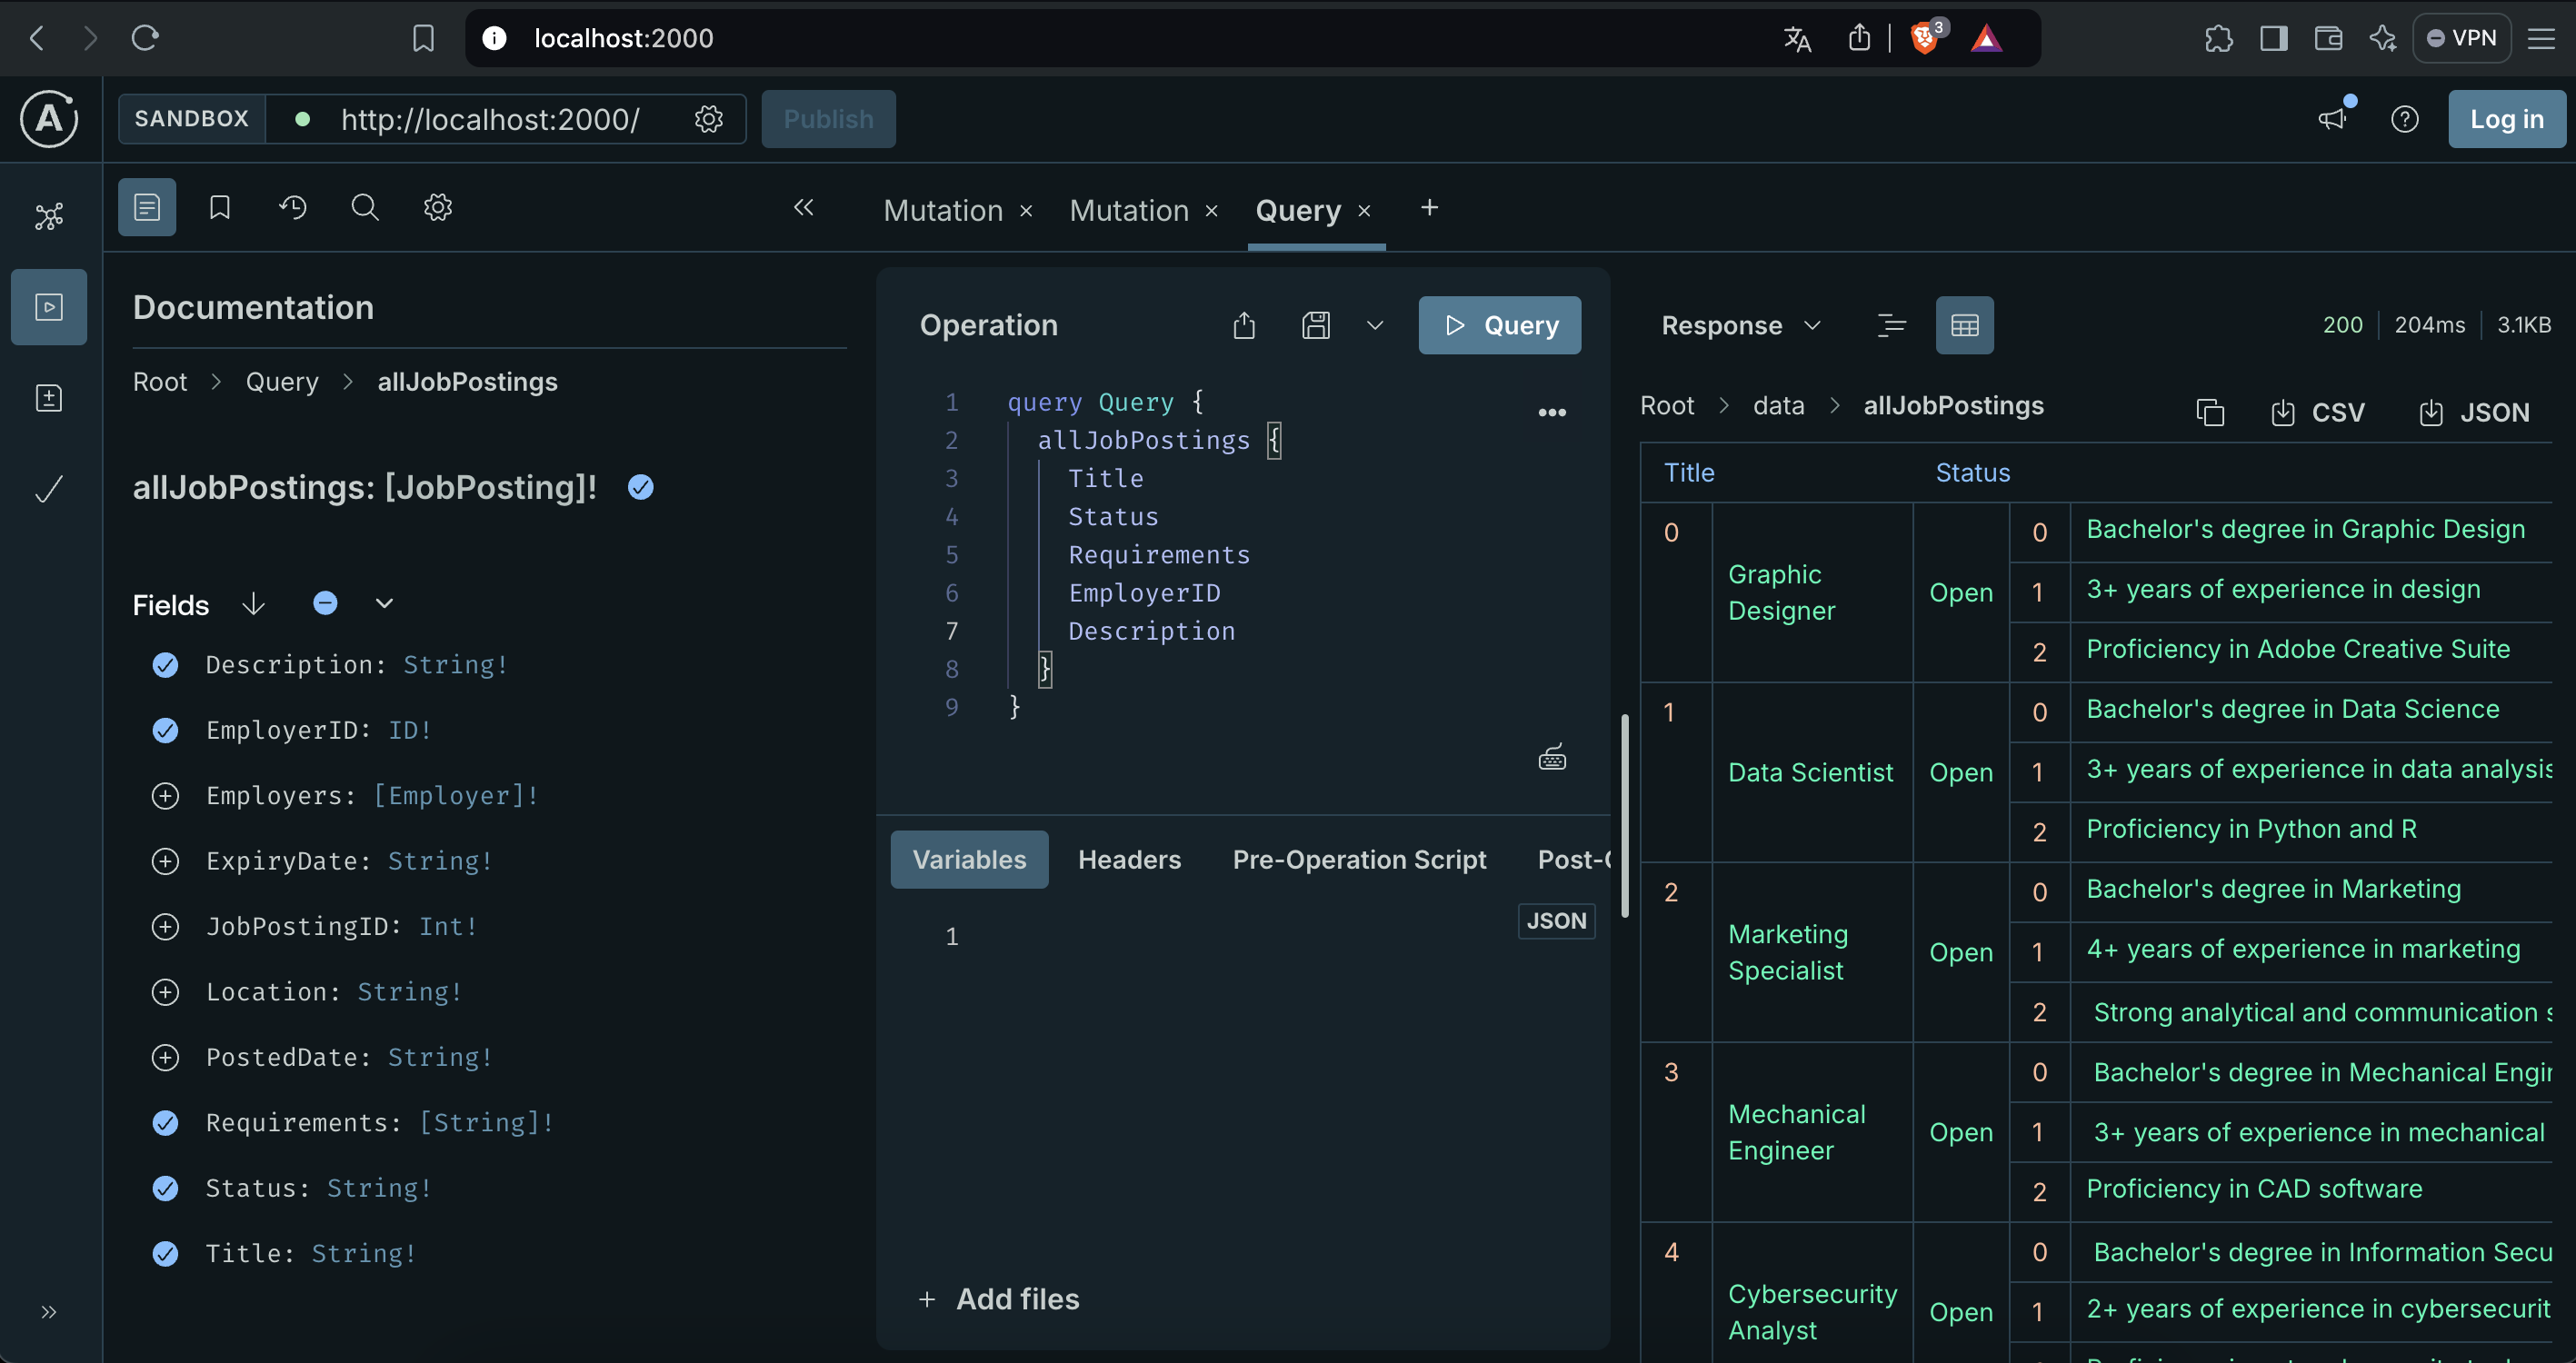 localhost:2000
3
VPN
SANDBOX
http://localhost:2000/
Publish
Log in
Mutation
Mutation
Query
Documentation
Root > Query > allJobPostings
allJobPostings: [JobPosting]!
Fields
Description: String!
EmployerID: ID!
Employers: [Employer]!
ExpiryDate: String!
JobPostingID: Int!
Location: String!
PostedDate: String!
Requirements: [String]!
Status: String!
Title: String!
Operation
Query
1 query Query {
2 allJobPostings {
3 Title
4 Status
5 Requirements
6 EmployerID
7 Description
8 }
9 }
Variables
Headers
Pre-Operation Script
Post-
JSON
1
+ Add files
Response
200
204ms
3.1KB
Root > data > allJobPostings
CSV
JSON
Title
Status
0
Graphic
Designer
Open
0 Bachelor's degree in Graphic Design
1 3+ years of experience in design
2 Proficiency in Adobe Creative Suite
1
Data Scientist
Open
0 Bachelor's degree in Data Science
1 3+ years of experience in data analysis
2 Proficiency in Python and R
2
Marketing
Specialist
Open
0 Bachelor's degree in Marketing
1 4+ years of experience in marketing
2 Strong analytical and communication
3
Mechanical
Engineer
Open
0 Bachelor's degree in Mechanical
1 3+ years of experience in mechanical
2 Proficiency in CAD software
4
Cybersecurity
Analyst
Open
0 Bachelor's degree in Information
1 2+ years of experience in cybersecurit